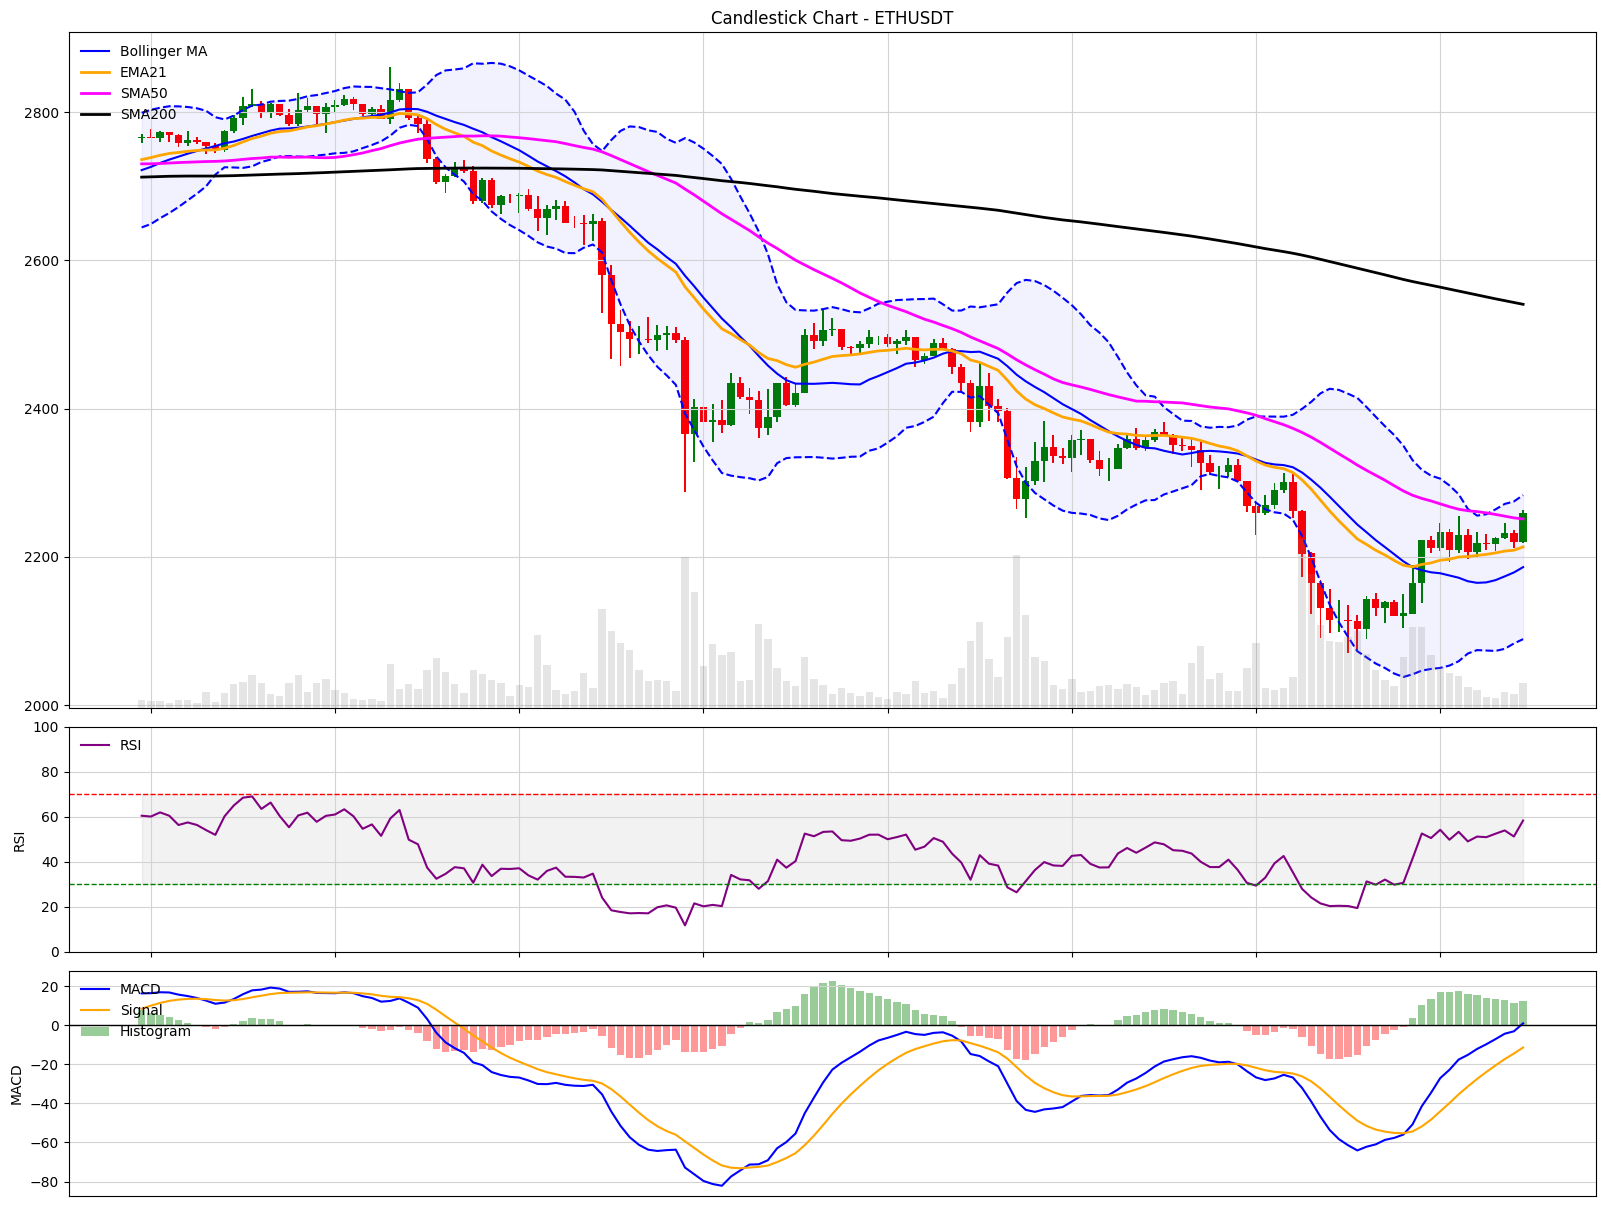 Candlestick Chart - ETHUSDT
Bollinger MA
EMA21
SMA50
SMA200
2800
2600
2400
2200
2000
RSI
100
80
60
40
20
0
RSI
MACD
Signal
Histogram
20
0
−20
−40
−60
−80
MACD